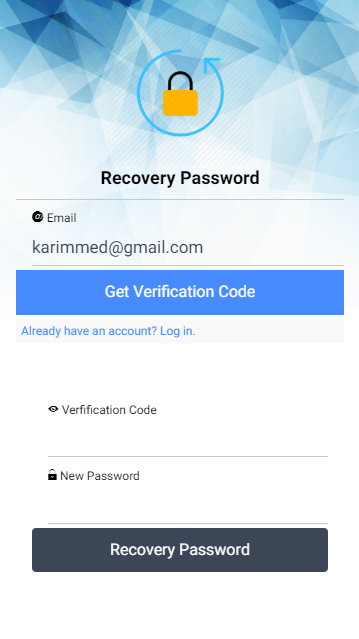 Recovery Password
Email
karimmed@gmail.com
Get Verification Code
Already have an account? Log in.
Verfification Code
New Password
Recovery Password